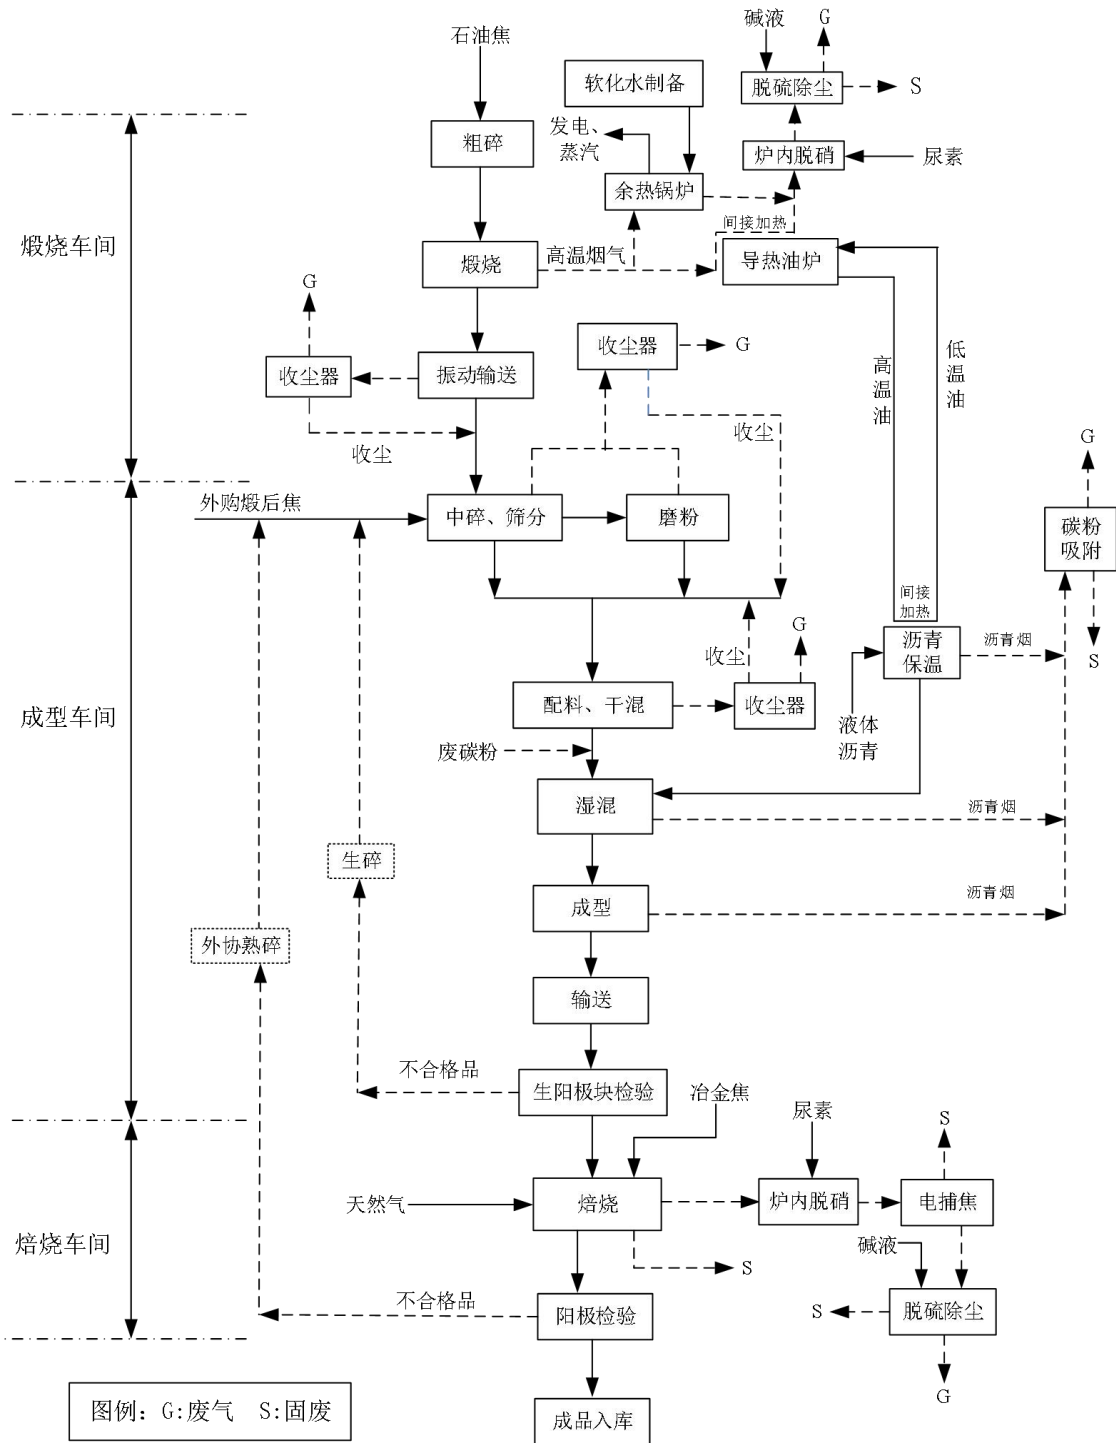 石油焦
碱液
G
软化水制备
脱硫除尘
S
发电、
蒸汽
粗碎
炉内脱硝
尿素
余热锅炉
间接加热
煅烧车间
煅烧
高温烟气
导热油炉
G
收尘器
G
收尘器
振动输送
高温油
低温油
收尘
收尘
G
外购煅后焦
中碎、筛分
磨粉
碳粉
吸附
间接
加热
G
沥青
保温
沥青烟
S
收尘
成型车间
配料、干混
收尘器
液体
沥青
废碳粉
湿混
沥青烟
生碎
沥青烟
成型
外协熟碎
输送
不合格品
生阳极块检验
冶金焦
尿素
S
天然气
焙烧
炉内脱硝
电捕焦
焙烧车间
碱液
S
不合格品
阳极检验
S
脱硫除尘
G
图例：G:废气 S:固废
成品入库